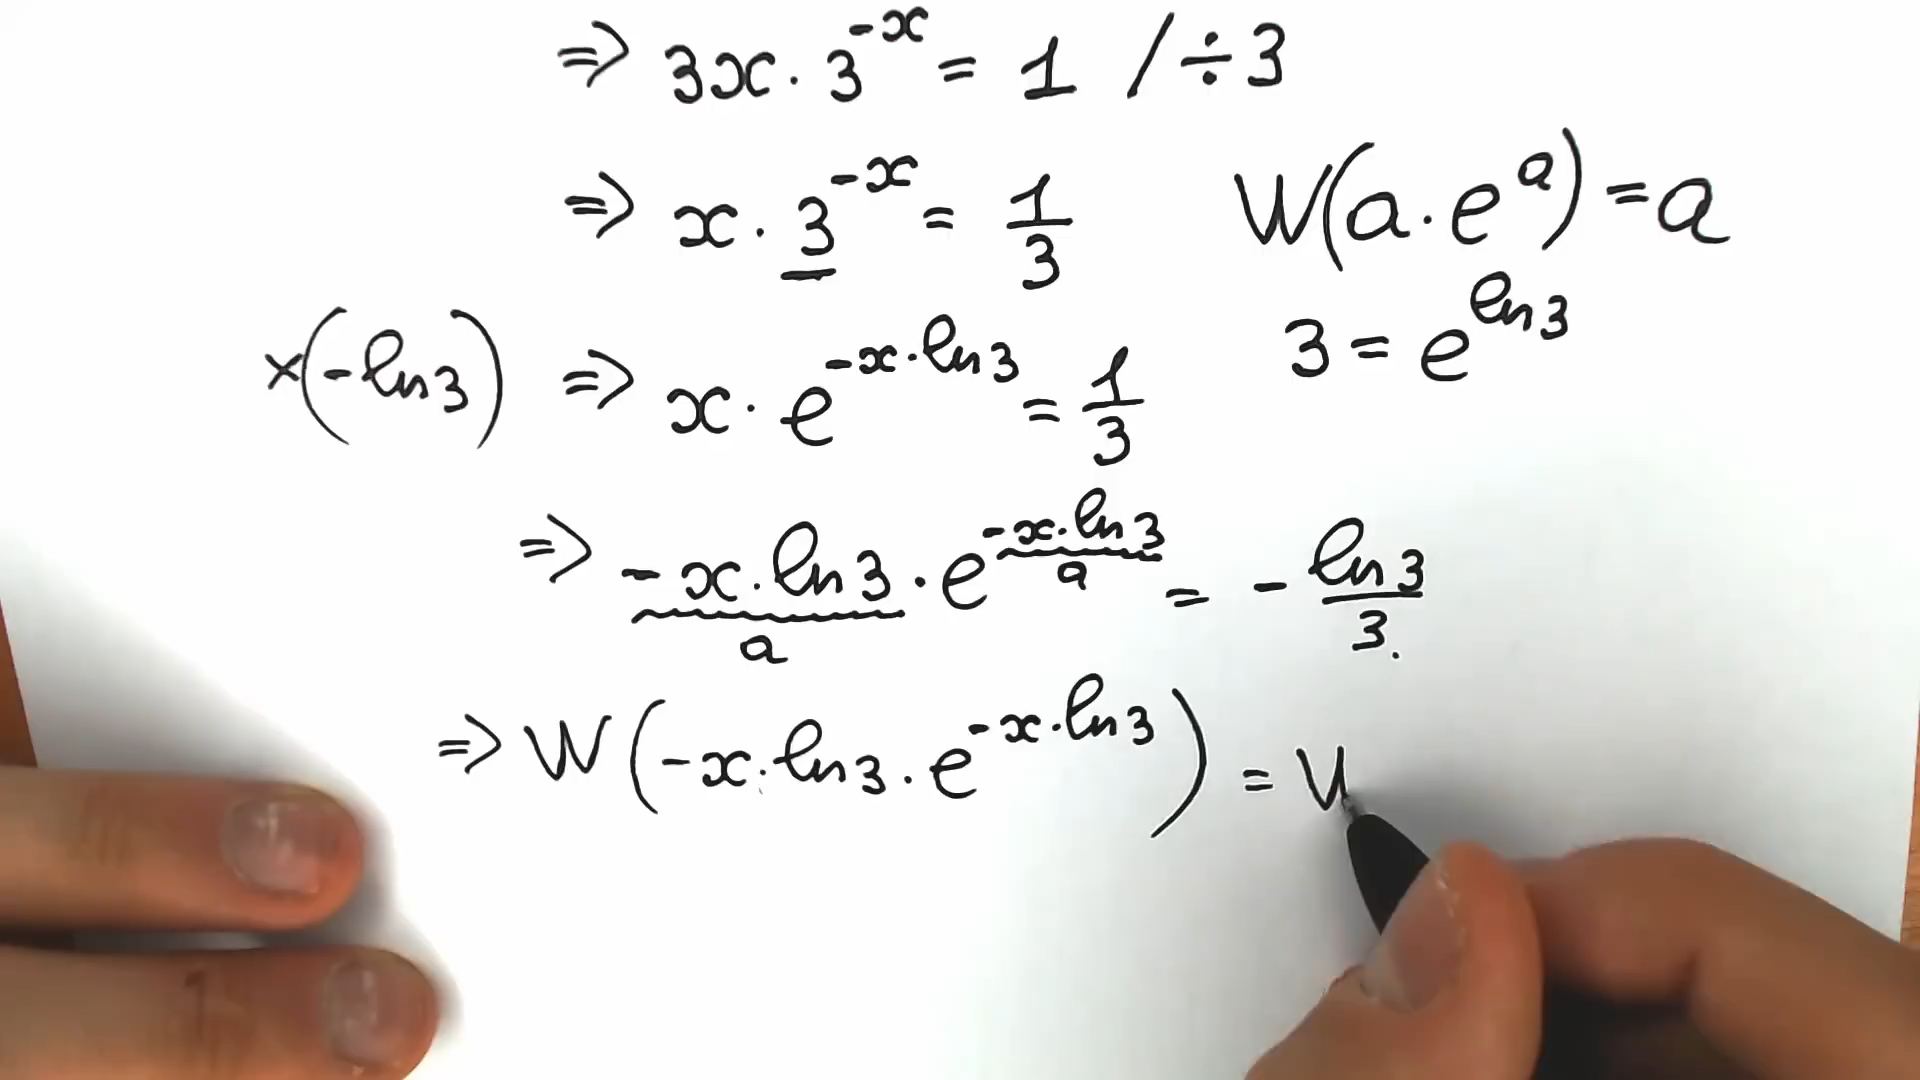 ⇒ 3x · 3^{-x} = 1 / ÷ 3
⇒ x · 3^{-x} = 1/3
W(a · e^a) = a
3 = e^{ln3}
×(-ln3) ⇒ x · e^{-x·ln3} = 1/3
⇒ -x · ln3 · e^{-x·ln3} = - ln3/3.
a
a
⇒ W(-x · ln3 · e^{-x·ln3}) = W